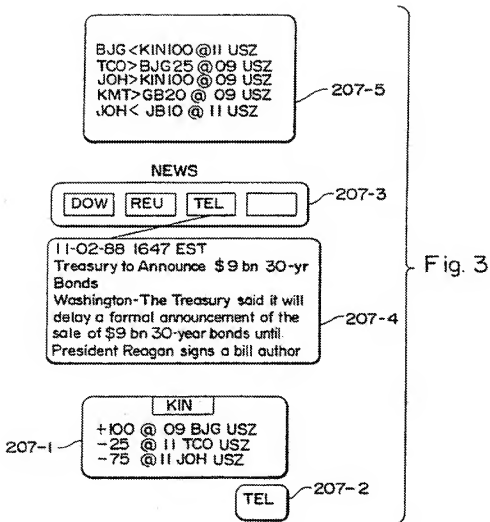 BJG<KIN100@11 USZ
TCO>BJG25@09 USZ
JOH>KIN100@09 USZ
KMT>GB20 @ 09 USZ
JOH< JB10 @ 11 USZ
207-5
NEWS
DOW REU TEL
207-3
11-02-88 1647 EST
Treasury to Announce $9 bn 30-yr
Bonds
Washington-The Treasury said it will
delay a formal announcement of the
sale of $9 bn 30-year bonds until
President Reagan signs a bill author
207-4
Fig. 3
KIN
+100 @ 09 BJG USZ
-25 @ 11 TCO USZ
-75 @ 11 JOH USZ
207-1
TEL
207-2